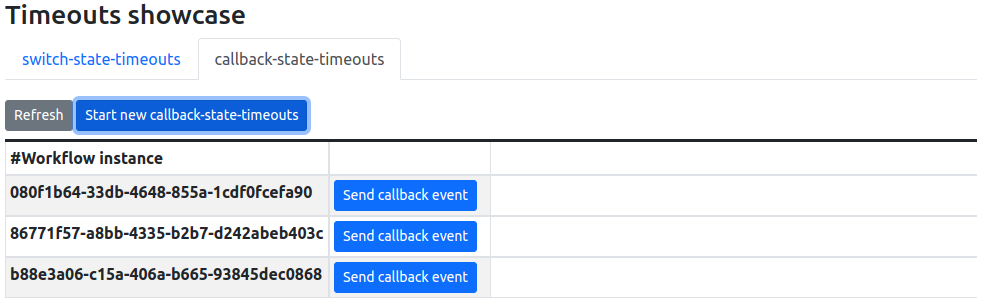 Timeouts showcase
switch-state-timeouts callback-state-timeouts
Refresh Start new callback-state-timeouts
#Workflow instance
080f1b64-33db-4648-855a-1cdf0fcefa90 Send callback event
86771f57-a8bb-4335-b2b7-d242abeb403c Send callback event
b88e3a06-c15a-406a-b665-93845dec0868 Send callback event